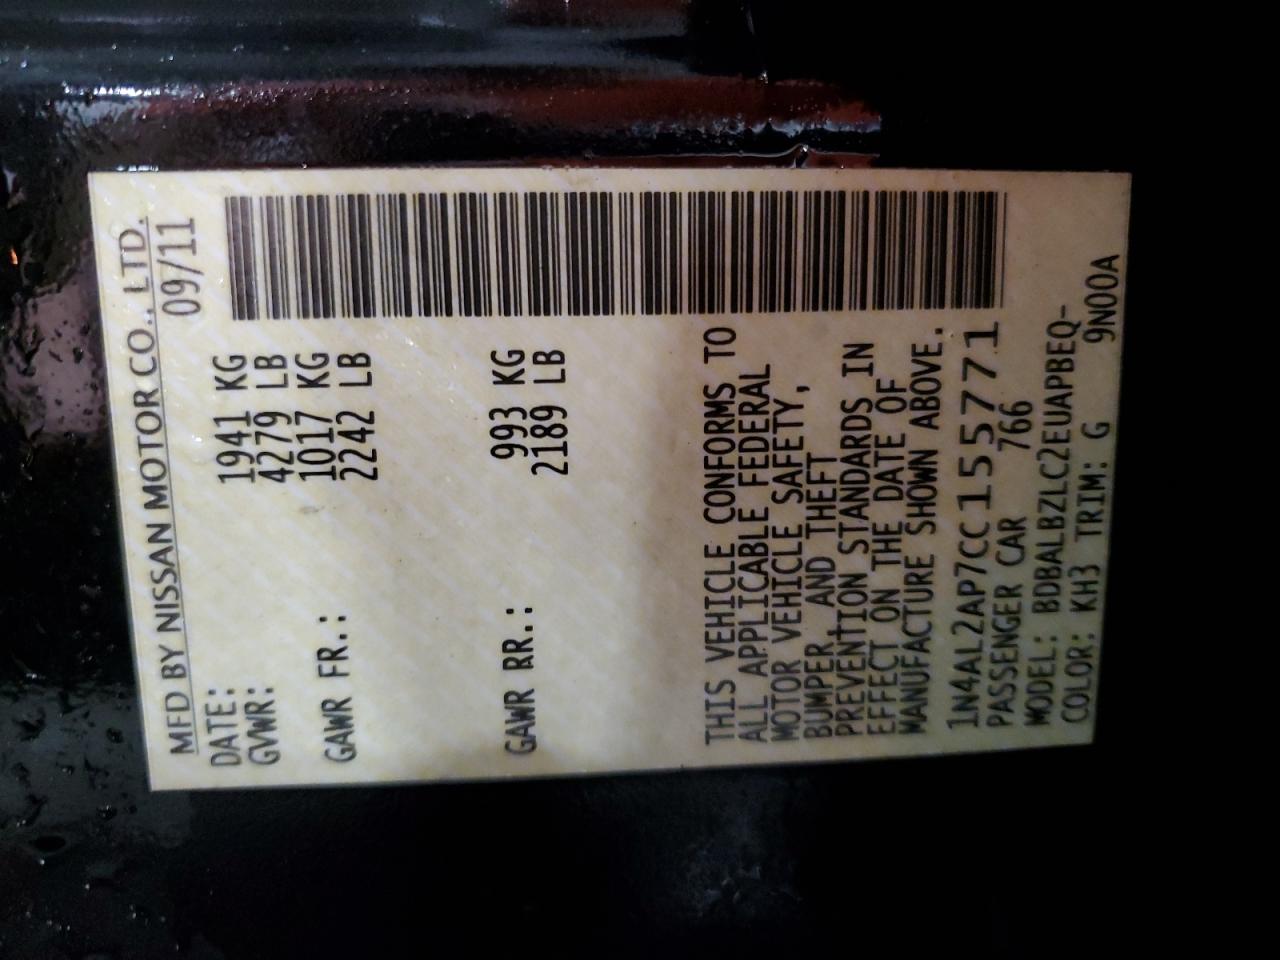 MFD BY NISSAN MOTOR CO., LTD.
DATE: 09/11
GVWR: 1941 KG
4279 LB
GAWR FR.: 1017 KG
2242 LB
GAWR RR.: 993 KG
2189 LB
THIS VEHICLE CONFORMS TO
ALL APPLICABLE FEDERAL
MOTOR VEHICLE SAFETY,
BUMPER AND THEFT
PREVENTION STANDARDS IN
EFFECT ON THE DATE OF
MANUFACTURE SHOWN ABOVE.
1N4AL2AP7CC155771
PASSENGER CAR 766
MODEL: BDBALBZLC2EUAPBEQ-
COLOR: KH3 TRIM: G 9N00A